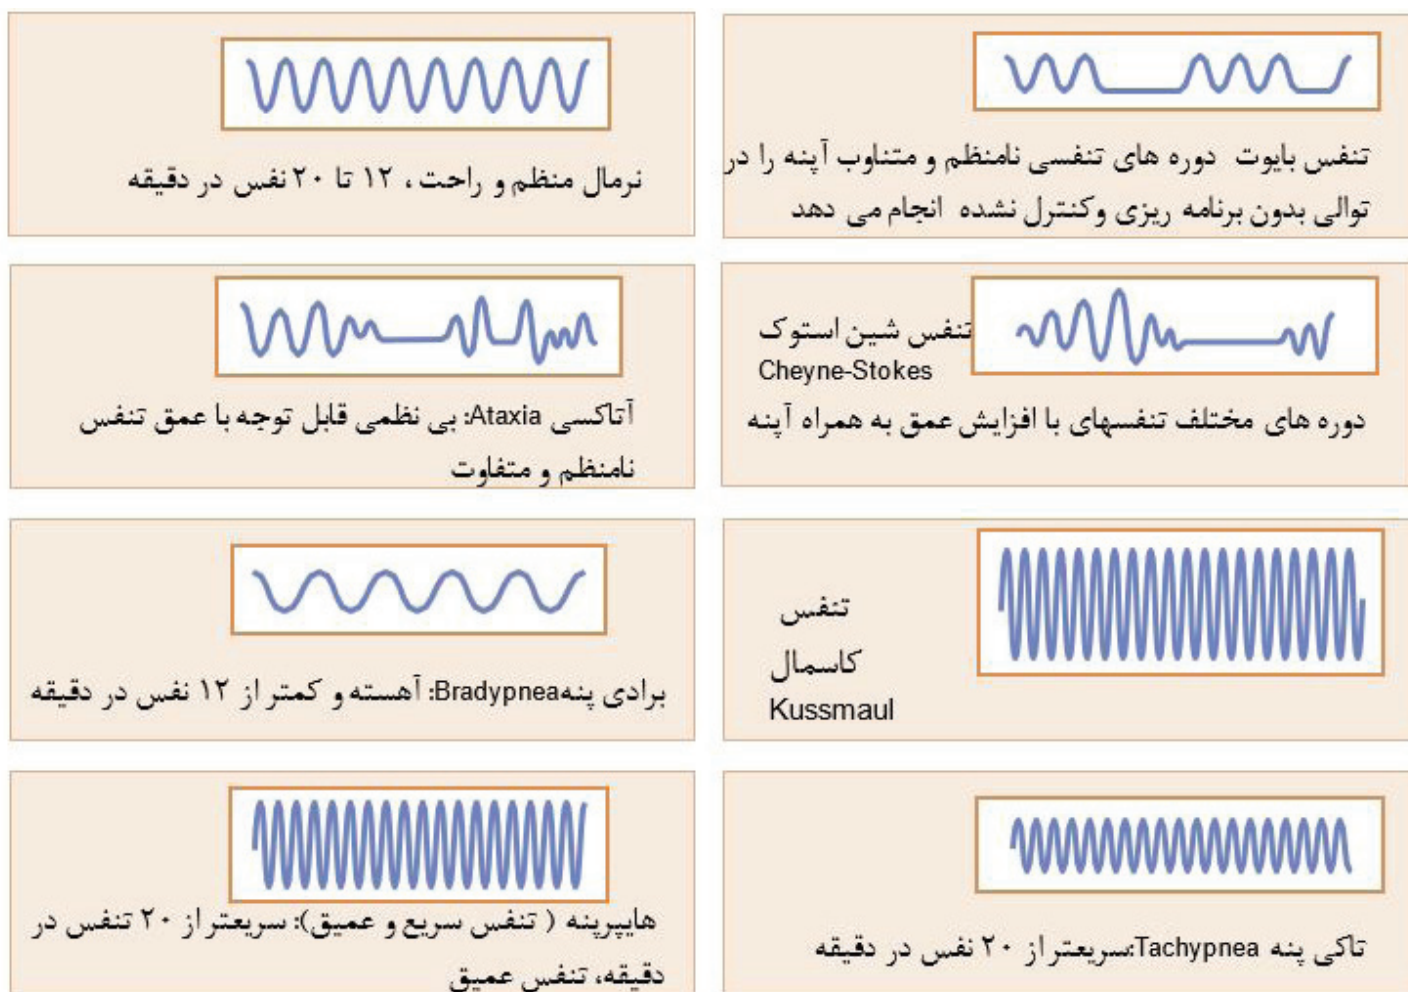 نرمال منظم و راحت، ۱۲ تا ۲۰ نفس در دقیقه
تنفس بایوت دوره های تنفسی نامنظم و متناوب آپنه را در
توالی بدون برنامه ریزی وکنترل نشده انجام می دهد
آتاکسی Ataxia: بی نظمی قابل توجه با عمق تنفس
نامنظم و متفاوت
تنفس شین استوک
Cheyne-Stokes
دوره های مختلف تنفسهای با افزایش عمق به همراه آپنه
برادی پنهBradypnea: آهسته و کمتر از ۱۲ نفس در دقیقه
تنفس
کاسمال
Kussmaul
هایپرپنه ( تنفس سریع و عمیق): سریعتر از ۲۰ تنفس در
دقیقه، تنفس عمیق
تاکی پنه Tachypnea:سریعتر از ۲۰ نفس در دقیقه